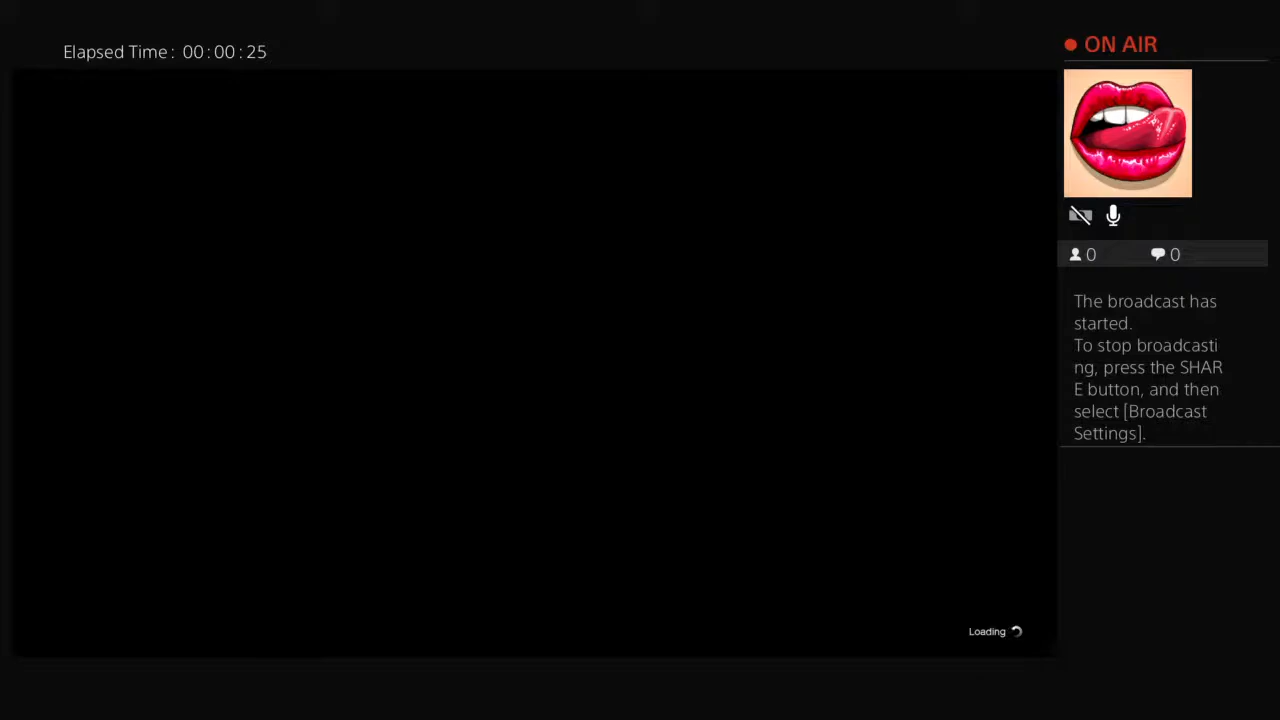 Elapsed Time: 00:00:25
ON AIR
0 0
The broadcast has
started.
To stop broadcasti
ng, press the SHAR
E button, and then
select [Broadcast
Settings].
Loading